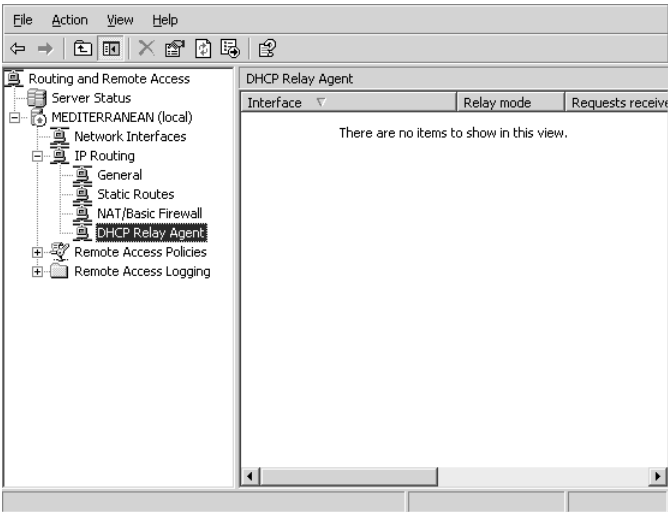 File Action View Help
Routing and Remote Access
Server Status
MEDITERRANEAN (local)
Network Interfaces
IP Routing
General
Static Routes
NAT/Basic Firewall
DHCP Relay Agent
Remote Access Policies
Remote Access Logging
DHCP Relay Agent
Interface Relay mode Requests receive
There are no items to show in this view.